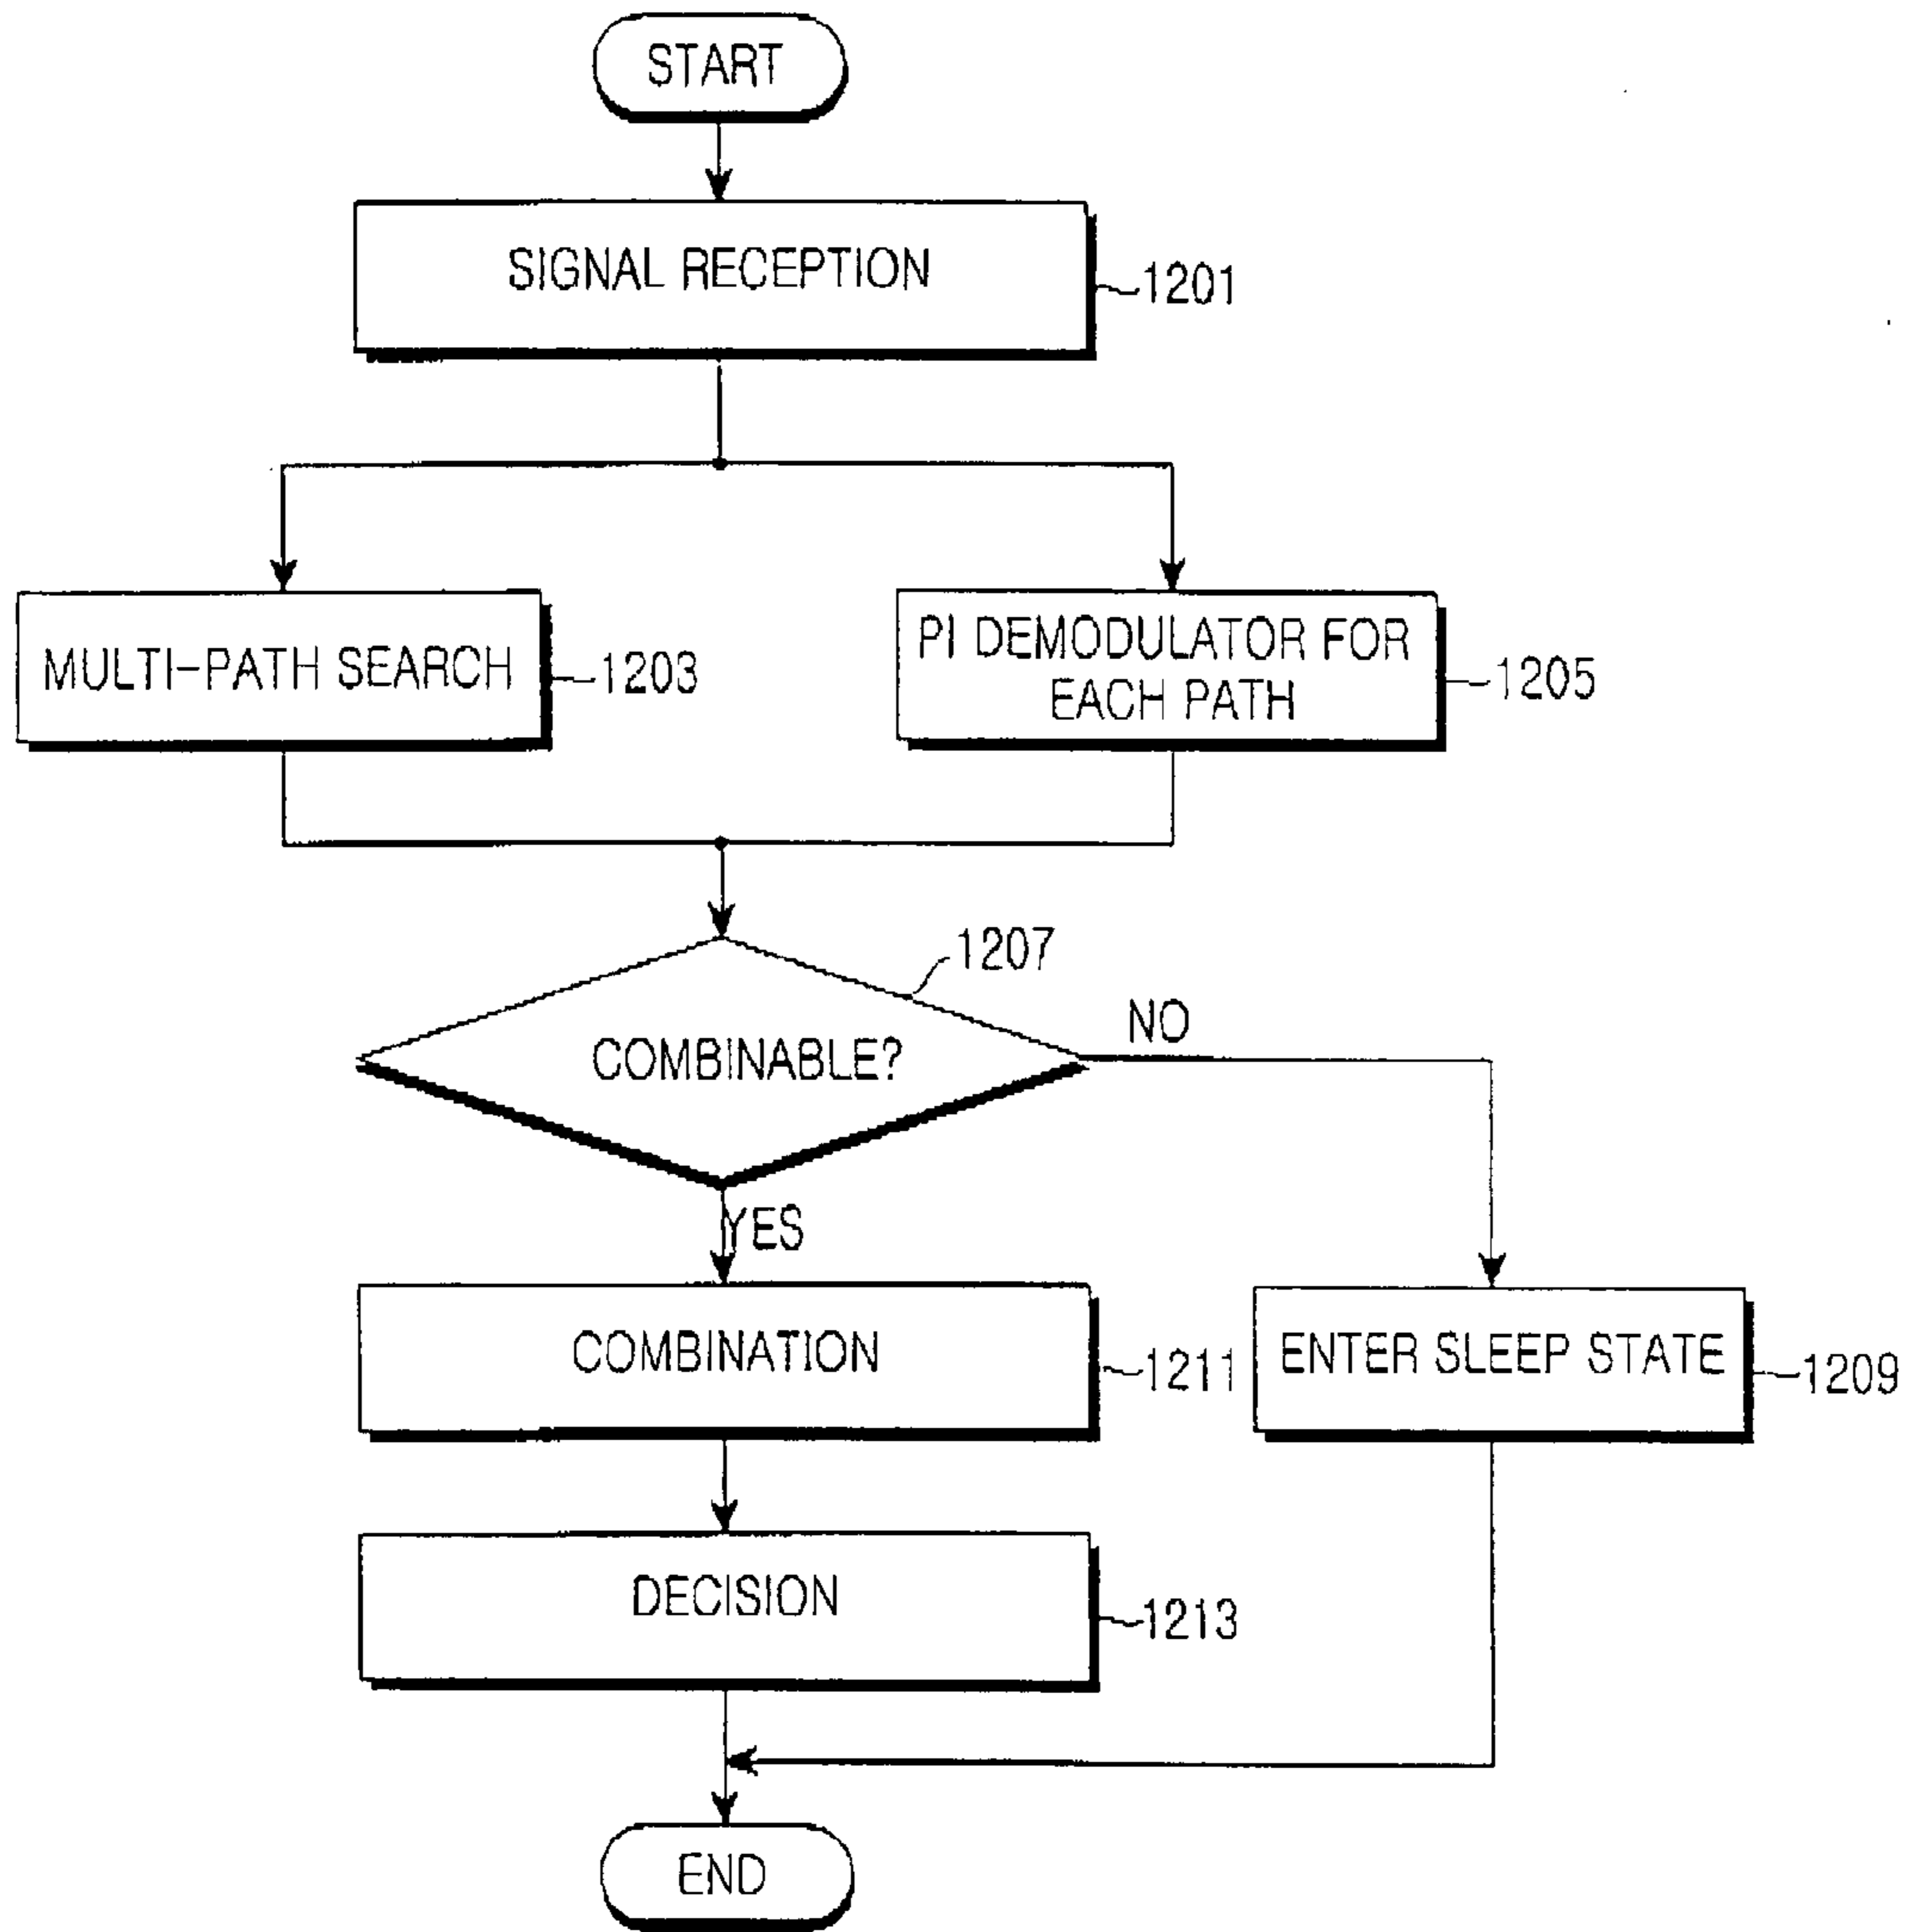 START
SIGNAL RECEPTION
1201
MULTI-PATH SEARCH
1203
PI DEMODULATOR FOR
EACH PATH
1205
1207
COMBINABLE?
NO
YES
COMBINATION
1211
ENTER SLEEP STATE
1209
DECISION
1213
END